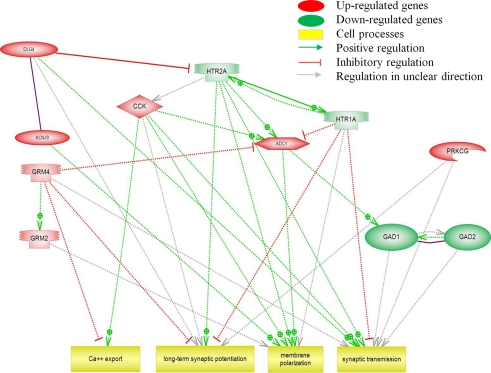 Up-regulated genes
Down-regulated genes
Cell processes
Positive regulation
Inhibitory regulation
Regulation in unclear direction
DLG4
HTR2A
CCK
HTR1A
KCNJ9
ADCY
PRKCG
GRM4
GRM2
GAD1
GAD2
Ca++ export
long-term synaptic potentiation
membrane
polarization
synaptic transmission